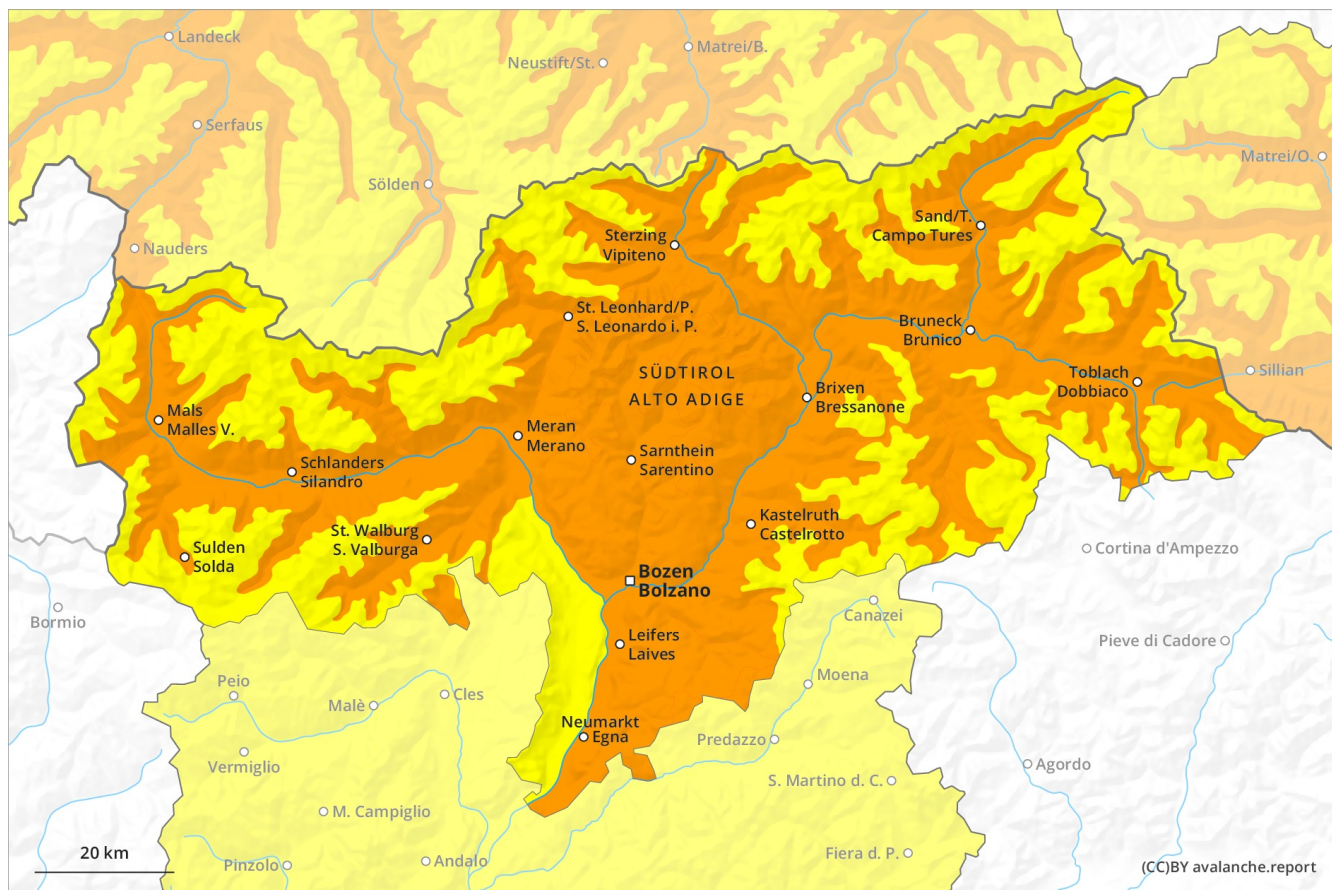 Landeck
Matrei/B.
Neustift/St.
Serfaus
Matrei/O.
Sölden
Sand/T.
Campo Tures
Sterzing
Vipiteno
Nauders
St. Leonhard/P.
S. Leonardo i. P.
Bruneck
Brunico
SÜDTIROL
ALTO ADIGE
Toblach
Dobbiaco
Sillian
Brixen
Bressanone
Mals
Malles V.
Meran
Merano
Sarnthein
Sarentino
Schlanders
Silandro
Kastelruth
Castelrotto
St. Walburg
S. Valburga
Sulden
Solda
Cortina d'Ampezzo
Bozen
Bolzano
Bormio
Canazei
Leifers
Laives
Pieve di Cadore
Moena
Peio
Malè
Cles
Neumarkt
Egna
Predazzo
Vermiglio
Agordo
S. Martino d. C.
M. Campiglio
20 km
Andalo
Fiera d. P.
Pinzolo
(CC)BY avalanche.report